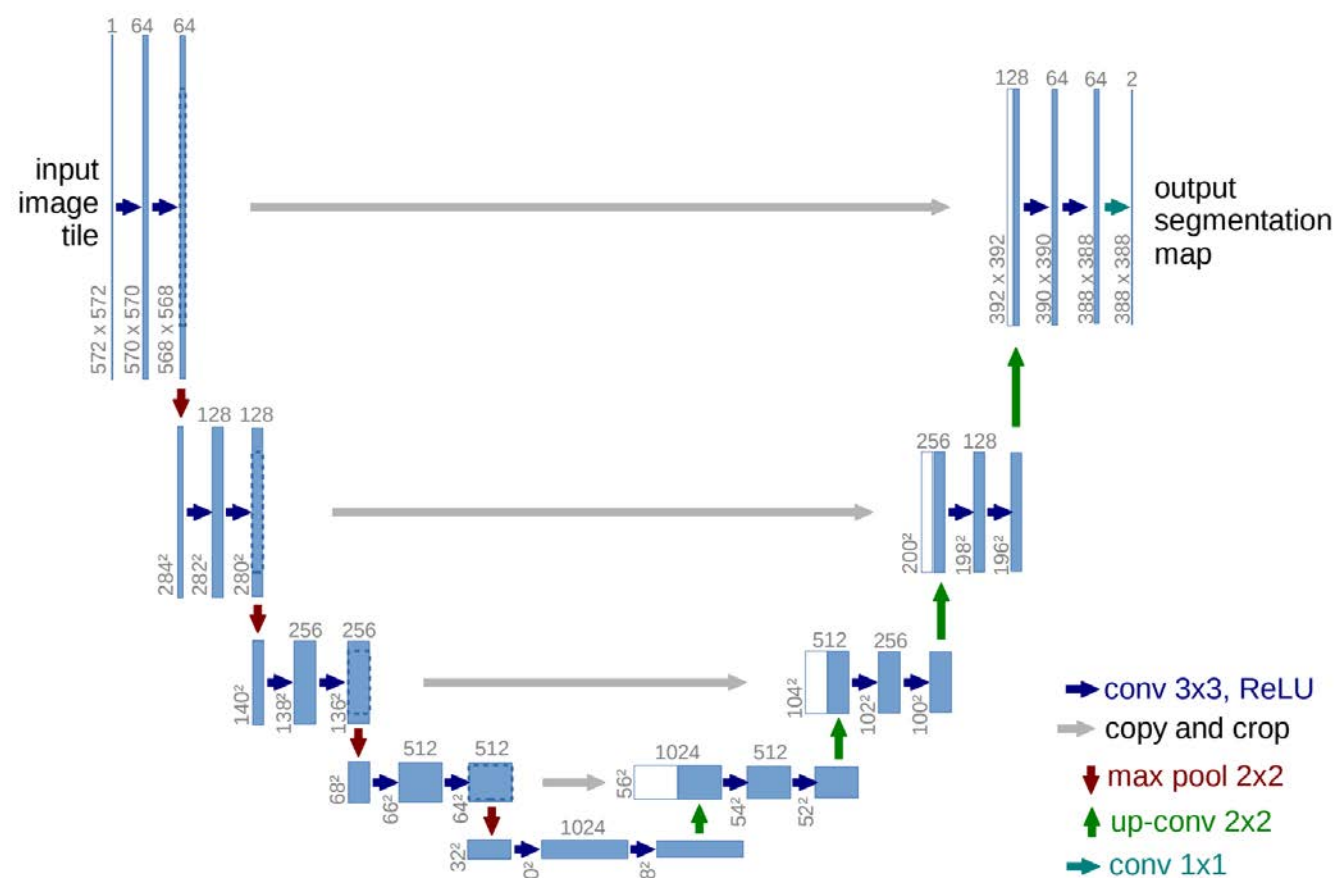 1 64 64
input
image
tile
572 x 572
570 x 570
568 x 568
128 64 64 2
output
segmentation
map
392 x 392
390 x 390
388 x 388
388 x 388
128 128
284²
282²
280²
256 128
200²
198²
196²
256 256
140²
138²
136²
512 256
104²
102²
100²
512 512
68²
66²
64²
1024 512
56²
54²
52²
1024
32²
conv 3x3, ReLU
copy and crop
max pool 2x2
up-conv 2x2
conv 1x1